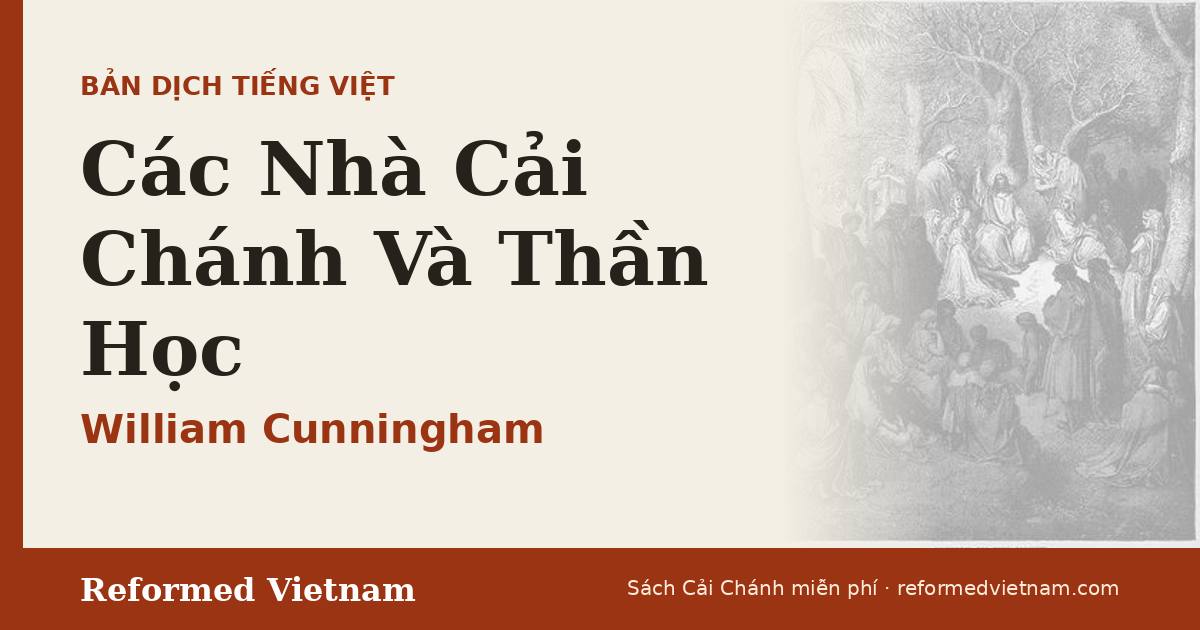 BẢN DỊCH TIẾNG VIỆT
Các Nhà Cải
Chánh Và Thần
Học
William Cunningham
Reformed Vietnam
Sách Cải Chánh miễn phí · reformedvietnam.com